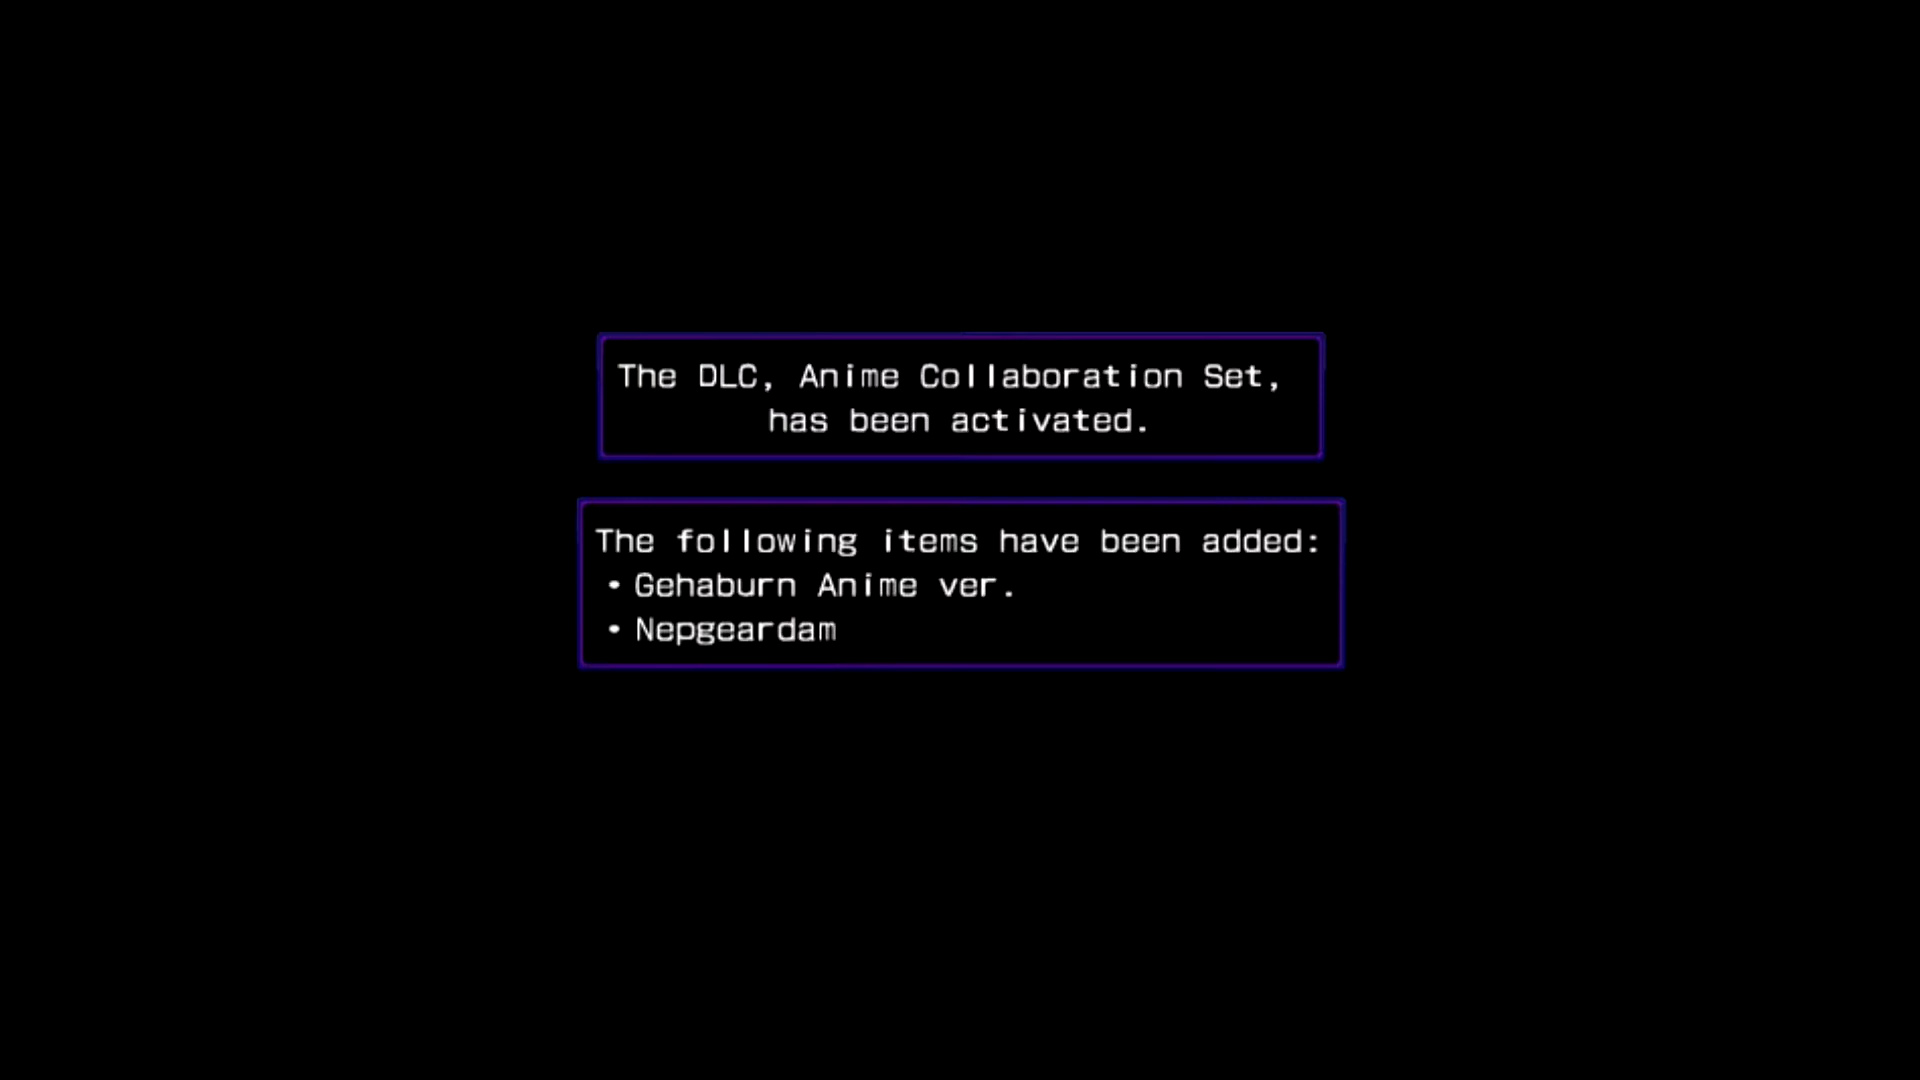 The DLC, Anime Collaboration Set,
has been activated.
The following items have been added:
・Gehaburn Anime ver.
・Nepgeardam